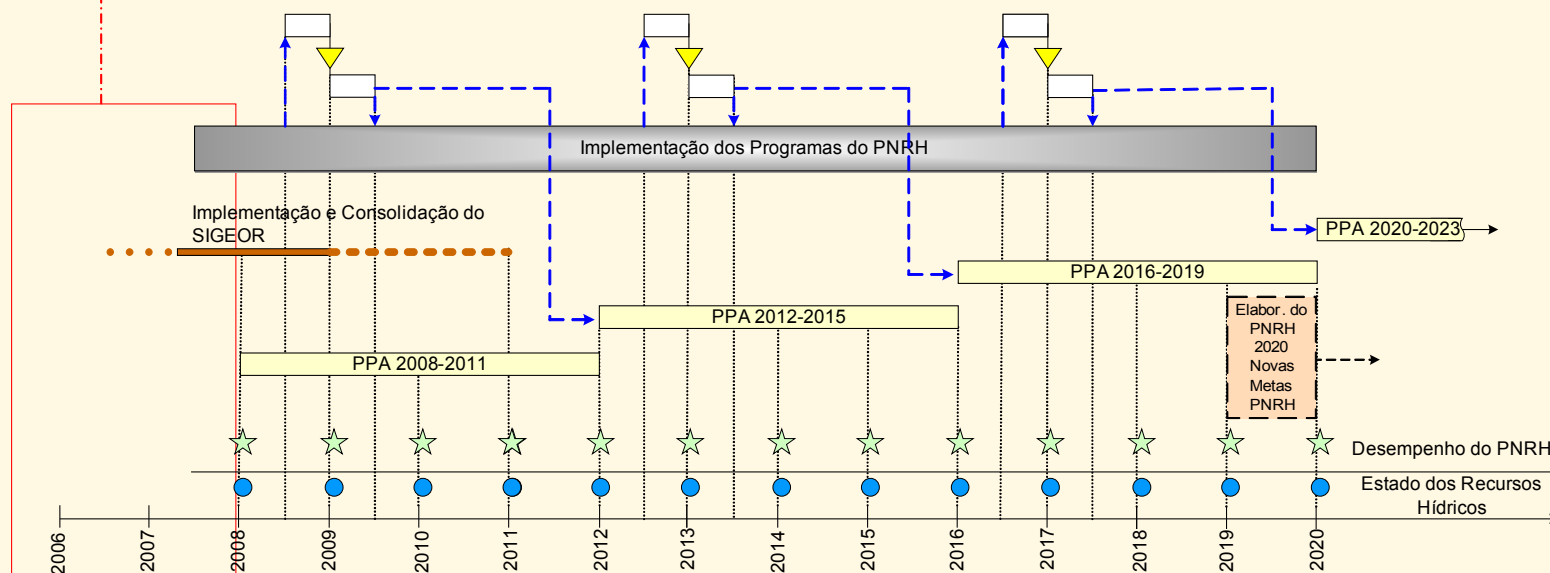 Implementação dos Programas do PNRH
Implementação e Consolidação do
SIGEOR
PPA 2020-2023
PPA 2016-2019
PPA 2012-2015
PPA 2008-2011
Elabor. do
PNRH
2020
Novas
Metas
PNRH
Desempenho do PNRH
Estado dos Recursos
Hídricos
2006
2007
2008
2009
2010
2011
2012
2013
2014
2015
2016
2017
2018
2019
2020